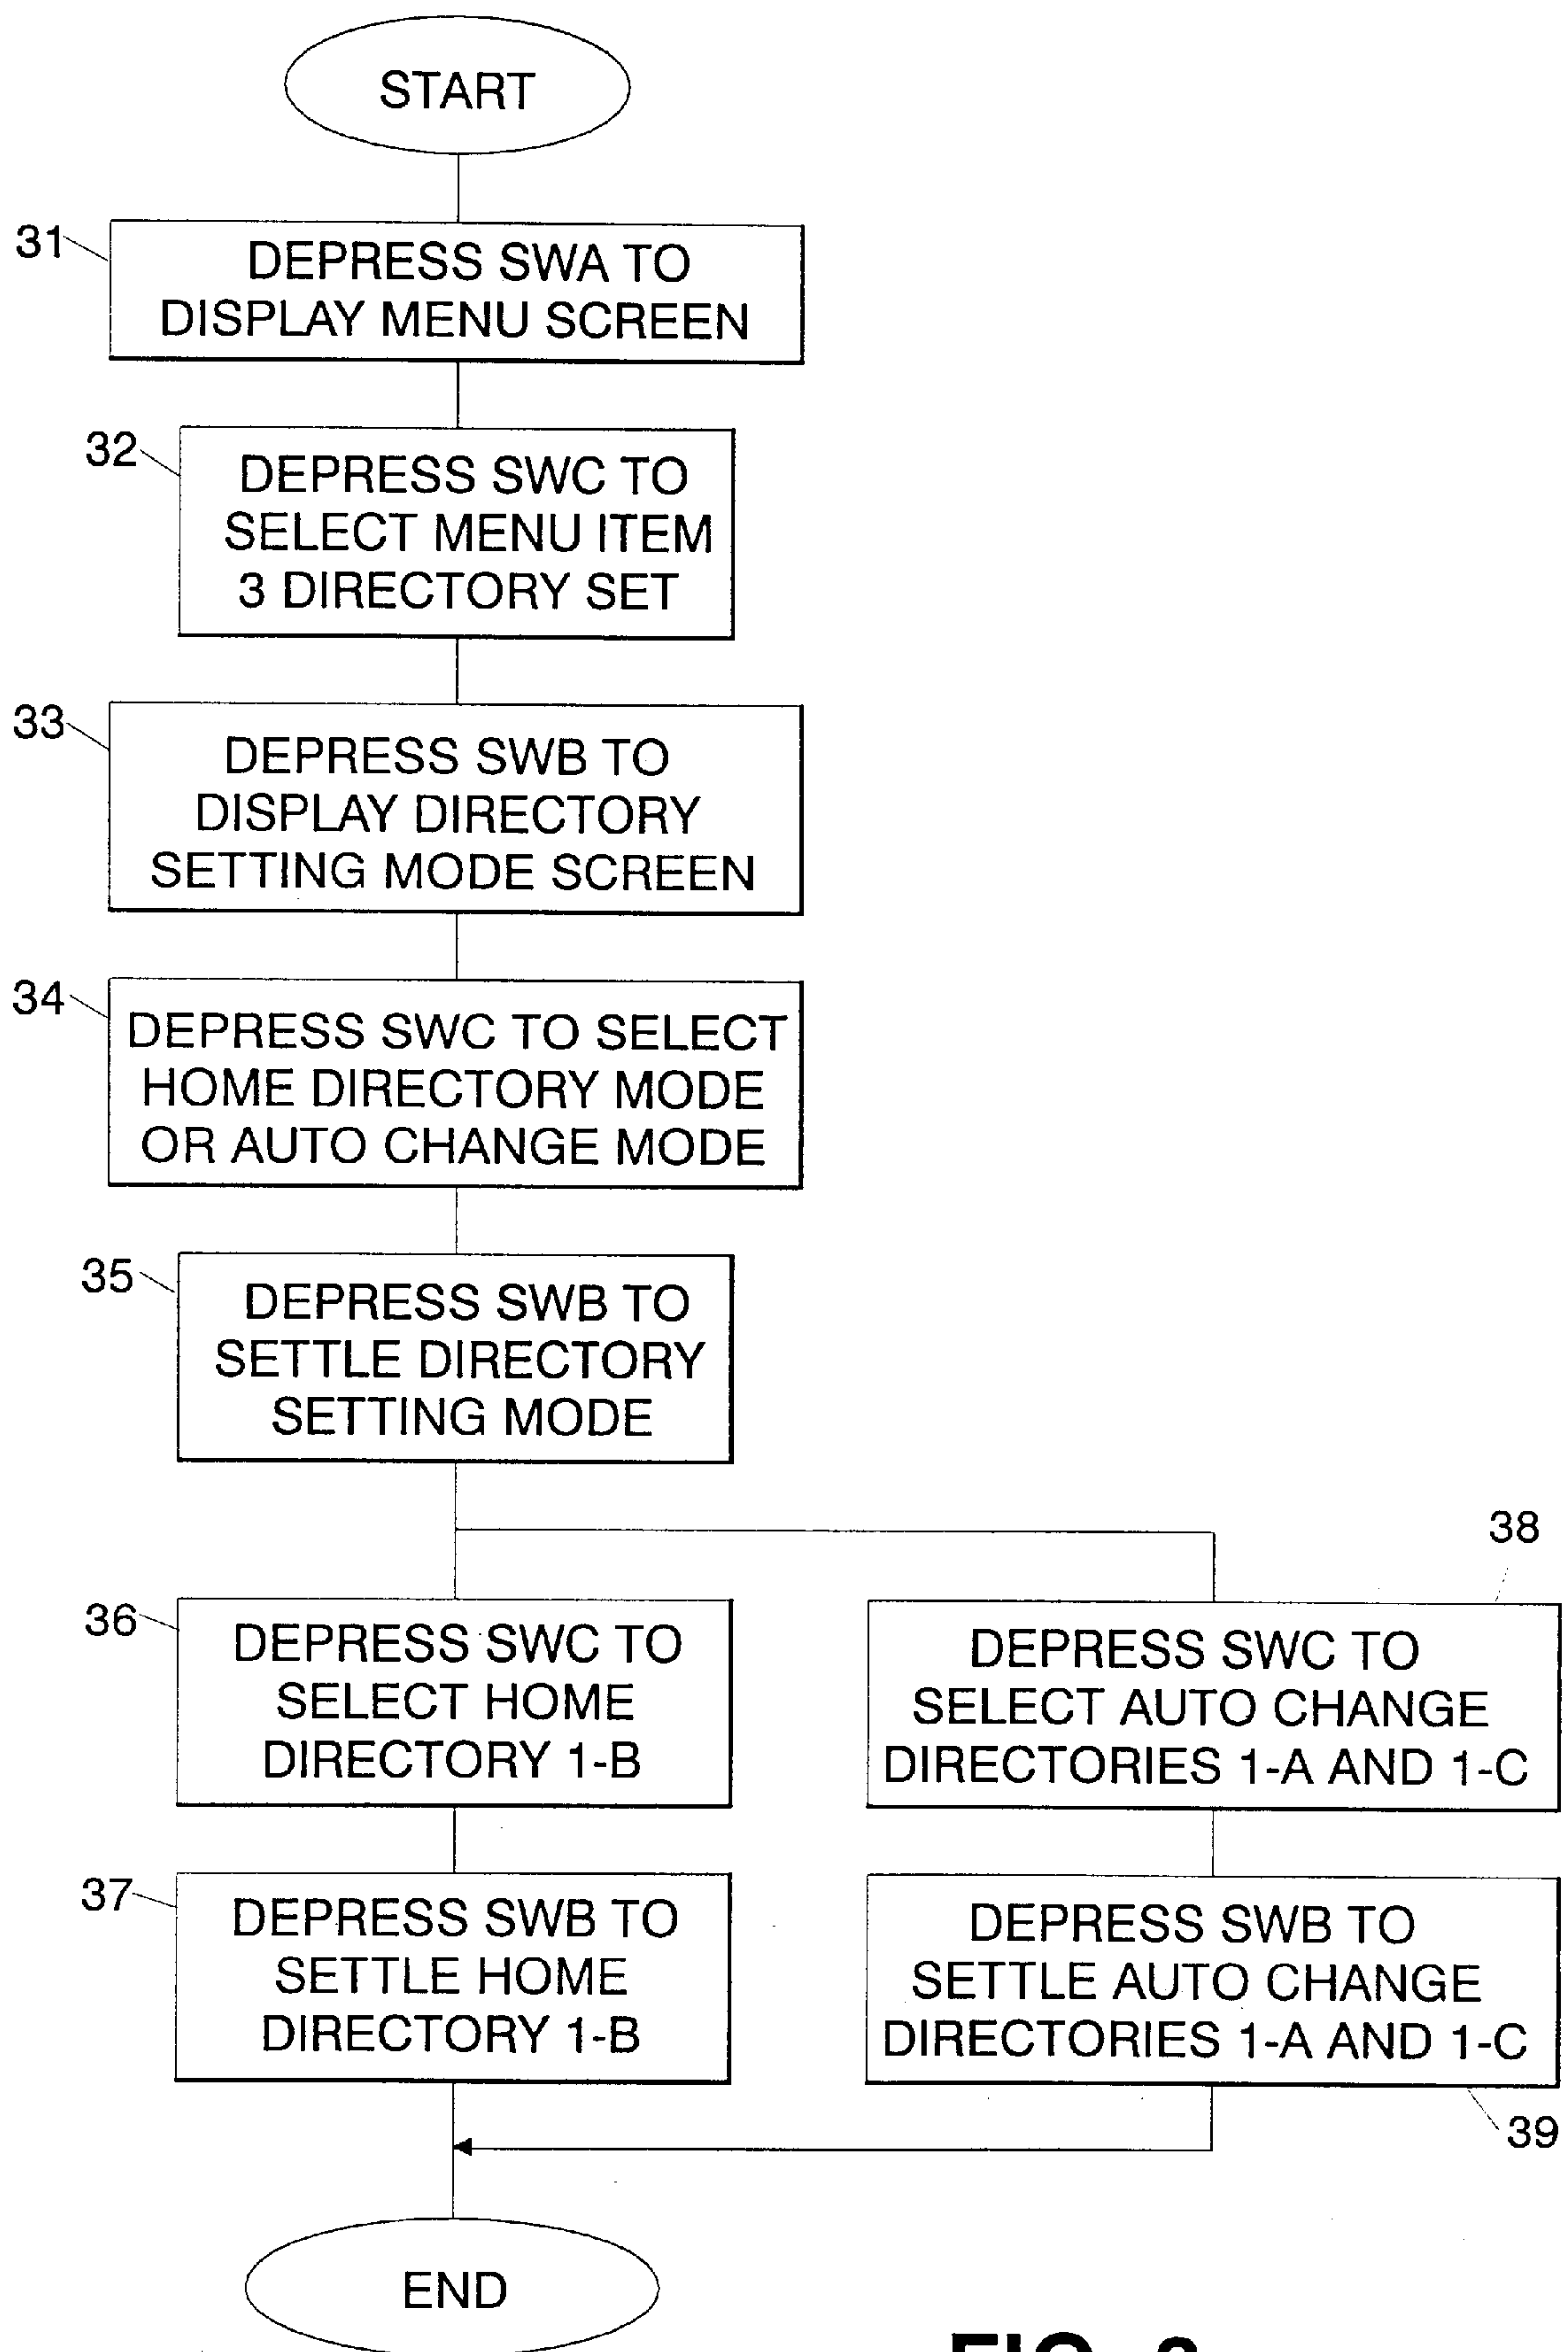 START
31
DEPRESS SWA TO
DISPLAY MENU SCREEN
32
DEPRESS SWC TO
SELECT MENU ITEM
3 DIRECTORY SET
33
DEPRESS SWB TO
DISPLAY DIRECTORY
SETTING MODE SCREEN
34
DEPRESS SWC TO SELECT
HOME DIRECTORY MODE
OR AUTO CHANGE MODE
35
DEPRESS SWB TO
SETTLE DIRECTORY
SETTING MODE
36
DEPRESS SWC TO
SELECT HOME
DIRECTORY 1-B
38
DEPRESS SWC TO
SELECT AUTO CHANGE
DIRECTORIES 1-A AND 1-C
37
DEPRESS SWB TO
SETTLE HOME
DIRECTORY 1-B
DEPRESS SWB TO
SETTLE AUTO CHANGE
DIRECTORIES 1-A AND 1-C
39
END
FIG.